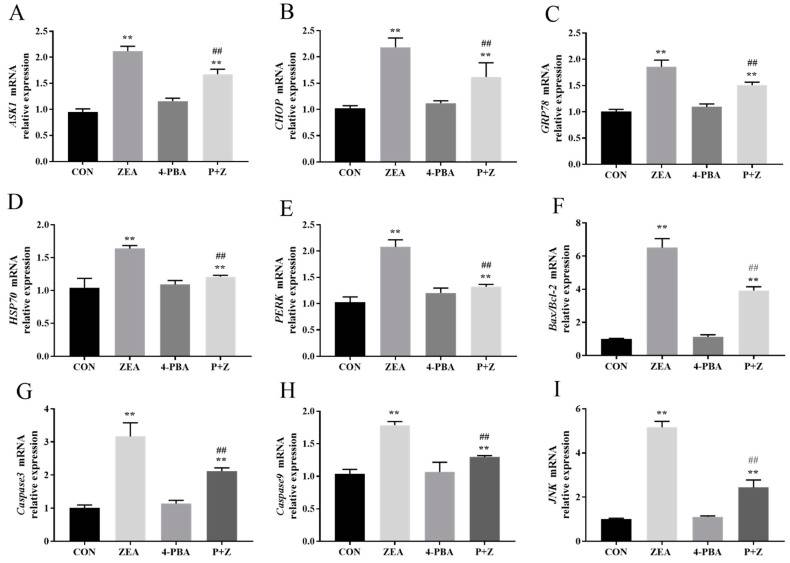 A
ASK1 mRNA
relative expression
2.5
2.0
1.5
1.0
0.5
0.0
**
##
**
CON ZEA 4-PBA P+Z
B
CHOP mRNA
relative expression
2.5
2.0
1.5
1.0
0.5
0.0
**
##
**
CON ZEA 4-PBA P+Z
C
GRP78 mRNA
relative expression
2.5
2.0
1.5
1.0
0.5
0.0
**
##
**
CON ZEA 4-PBA P+Z
D
HSP70 mRNA
relative expression
2.0
1.5
1.0
0.5
0.0
**
##
**
CON ZEA 4-PBA P+Z
E
PERK mRNA
relative expression
2.5
2.0
1.5
1.0
0.5
0.0
**
##
**
CON ZEA 4-PBA P+Z
F
Bax/Bcl-2 mRNA
relative expression
8
6
4
2
0
**
##
**
CON ZEA 4-PBA P+Z
G
Caspase3 mRNA
relative expression
4
3
2
1
0
**
##
**
CON ZEA 4-PBA P+Z
H
Caspase9 mRNA
relative expression
2.0
1.5
1.0
0.5
0.0
**
##
**
CON ZEA 4-PBA P+Z
I
JNK mRNA
relative expression
6
4
2
0
**
##
**
CON ZEA 4-PBA P+Z